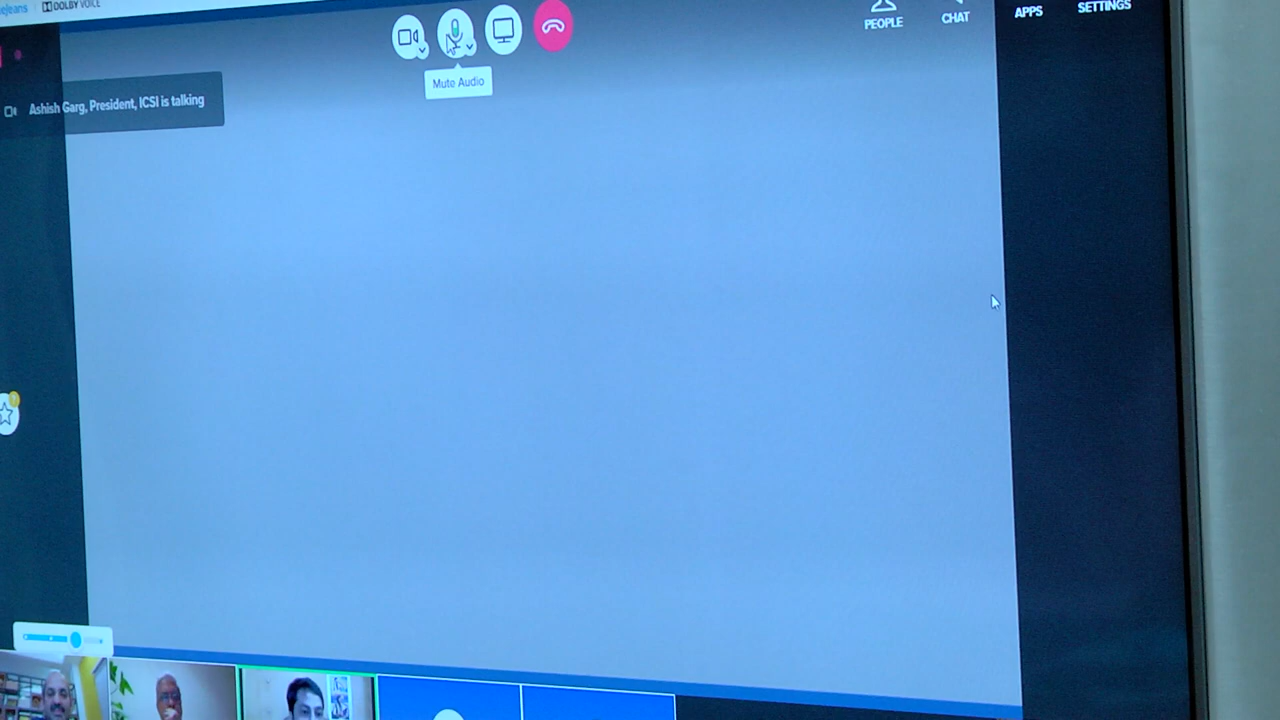 DOLBY VOICE
PEOPLE
CHAT
APPS
SETTINGS
Mute Audio
Ashish Garg, President, ICSI is talking